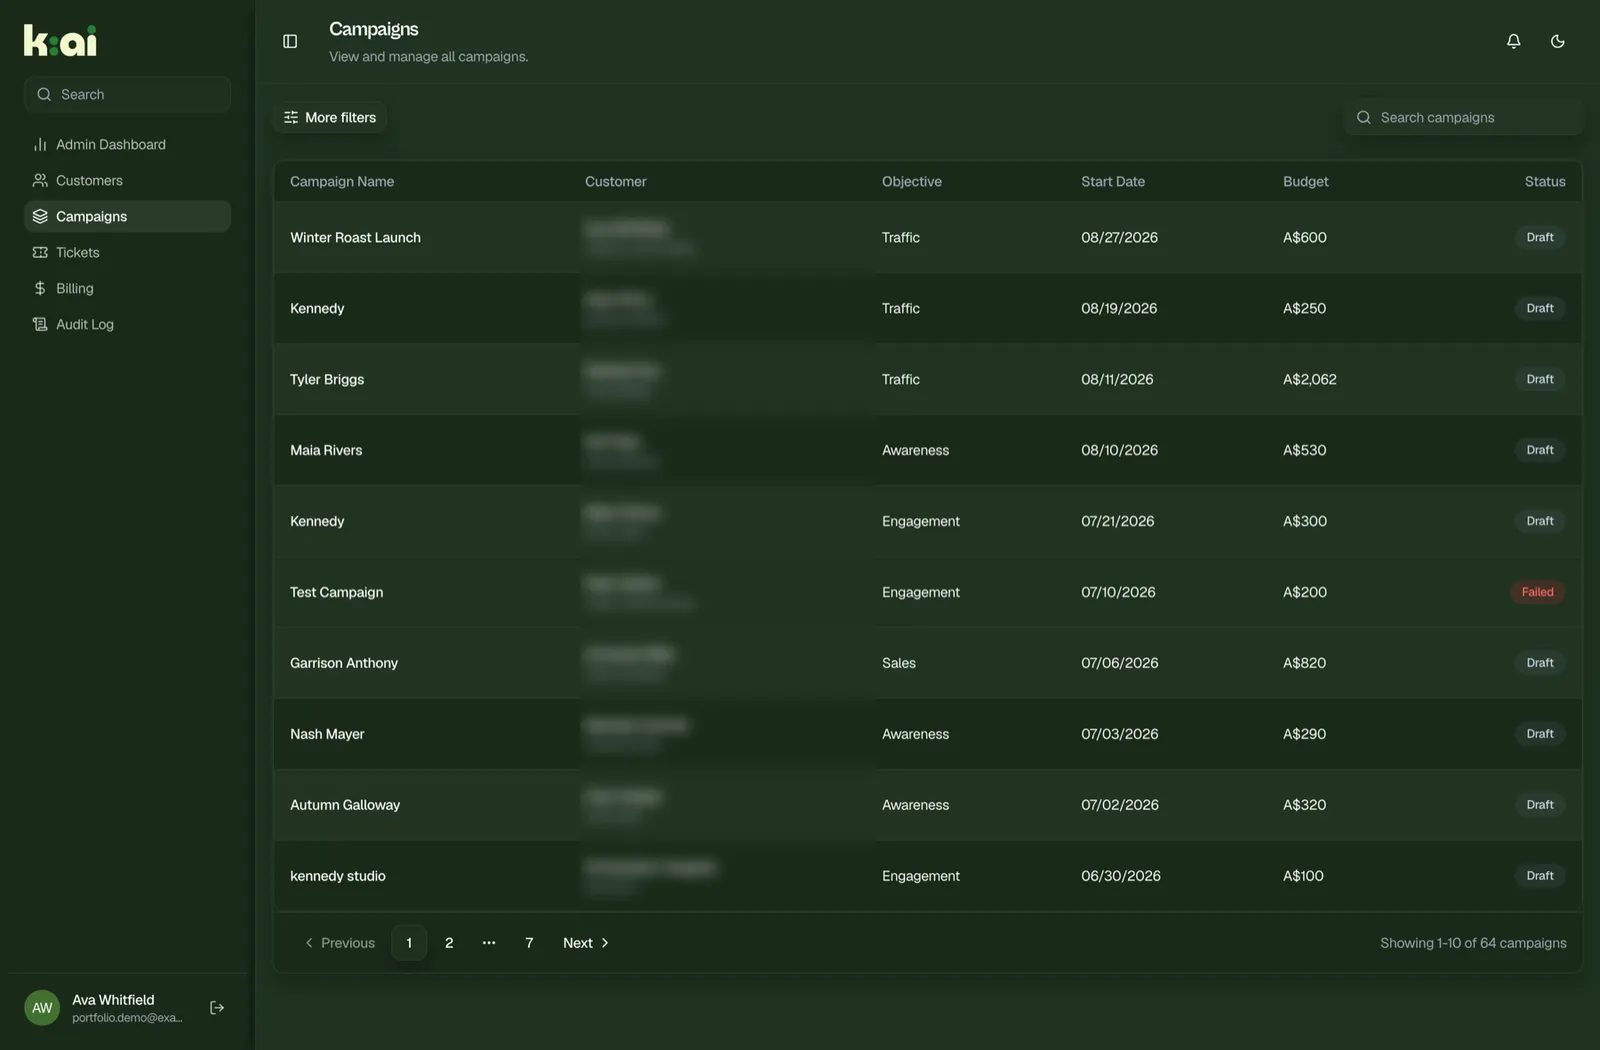 k:ai
Search
Admin Dashboard
Customers
Campaigns
Tickets
Billing
Audit Log
AW
Ava Whitfield
portfolio.demo@exa...
Campaigns
View and manage all campaigns.
More filters
Search campaigns
Campaign Name Customer Objective Start Date Budget Status
Winter Roast Launch Traffic 08/27/2026 A$600 Draft
Kennedy Traffic 08/19/2026 A$250 Draft
Tyler Briggs Traffic 08/11/2026 A$2,062 Draft
Maia Rivers Awareness 08/10/2026 A$530 Draft
Kennedy Engagement 07/21/2026 A$300 Draft
Test Campaign Engagement 07/10/2026 A$200 Failed
Garrison Anthony Sales 07/06/2026 A$820 Draft
Nash Mayer Awareness 07/03/2026 A$290 Draft
Autumn Galloway Awareness 07/02/2026 A$320 Draft
kennedy studio Engagement 06/30/2026 A$100 Draft
Previous 1 2 ... 7 Next
Showing 1-10 of 64 campaigns